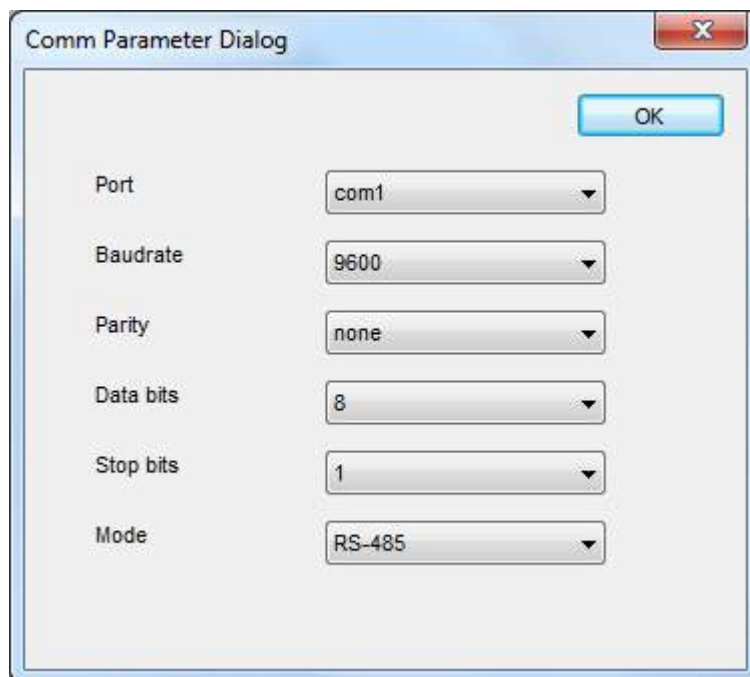 Comm Parameter Dialog
OK
Port com1
Baudrate 9600
Parity none
Data bits 8
Stop bits 1
Mode RS-485